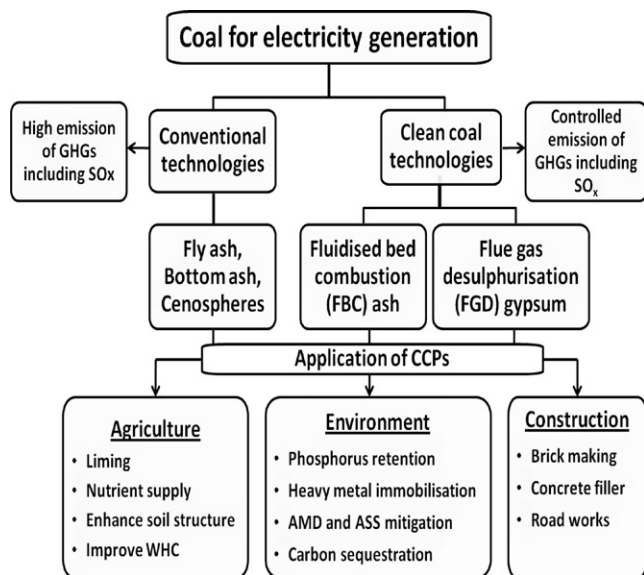 Coal for electricity generation
High emission
of GHGs
including SOx
Conventional
technologies
Clean coal
technologies
Controlled
emission of
GHGs including
SOx
Fly ash,
Bottom ash,
Cenospheres
Fluidised bed
combustion
(FBC) ash
Flue gas
desulphurisation
(FGD) gypsum
Application of CCPs
Agriculture
• Liming
• Nutrient supply
• Enhance soil structure
• Improve WHC
Environment
• Phosphorus retention
• Heavy metal immobilisation
• AMD and ASS mitigation
• Carbon sequestration
Construction
• Brick making
• Concrete filler
• Road works